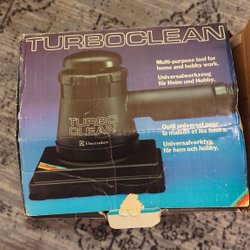 TURBOCLEAN
Multi-purpose tool for
home and hobby work.
Universalwerkzeug
für Heim und Hobby.
TURBO
CLEAN
Electrolux
Outil universel pour
la maison et les loisirs.
Universalverktyg
för hem och hobby.